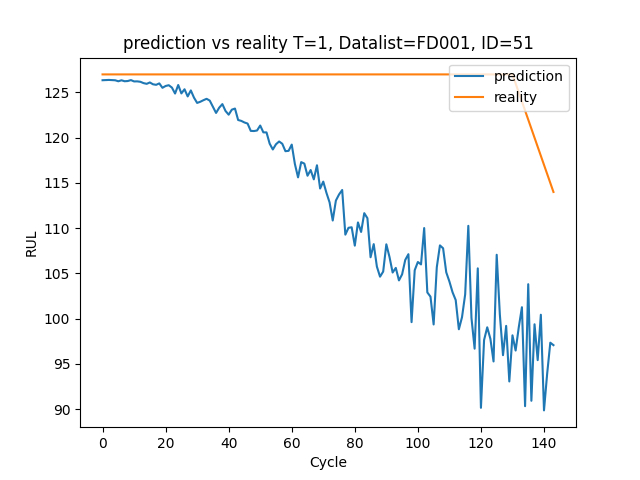 prediction vs reality T=1, Datalist=FD001, ID=51
prediction
reality
125
120
115
110
105
100
95
90
RUL
0 20 40 60 80 100 120 140
Cycle